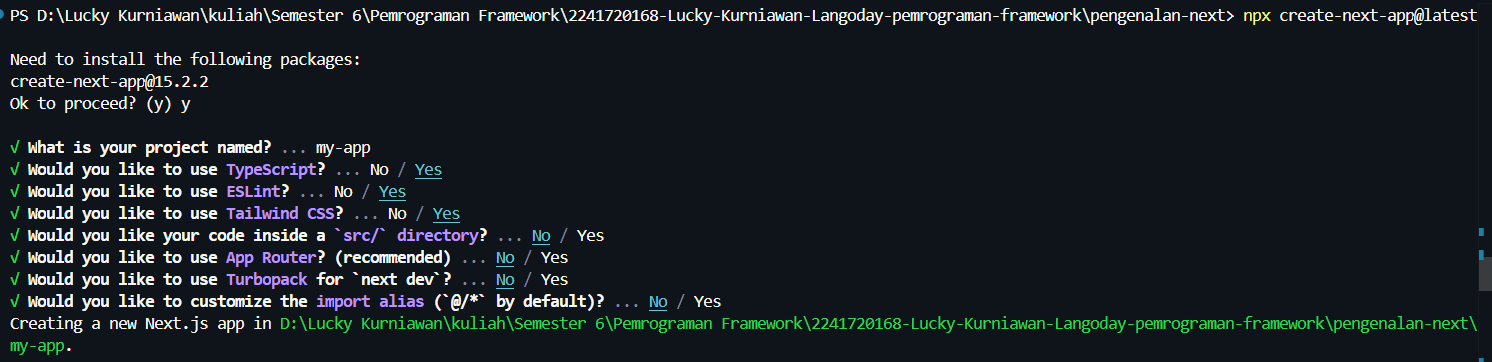 PS D:\Lucky Kurniawan\kuliah\Semester 6\Pemrograman Framework\2241720168-Lucky-Kurniawan-Langoday-pemrograman-framework\pengenalan-next> npx create-next-app@latest
Need to install the following packages:
create-next-app@15.2.2
Ok to proceed? (y) y
√ What is your project named? ... my-app
√ Would you like to use TypeScript? ... No / Yes
√ Would you like to use ESLint? ... No / Yes
√ Would you like to use Tailwind CSS? ... No / Yes
√ Would you like your code inside a `src/` directory? ... No / Yes
√ Would you like to use App Router? (recommended) ... No / Yes
√ Would you like to use Turbopack for `next dev`? ... No / Yes
√ Would you like to customize the import alias (`@/*` by default)? ... No / Yes
Creating a new Next.js app in D:\Lucky Kurniawan\kuliah\Semester 6\Pemrograman Framework\2241720168-Lucky-Kurniawan-Langoday-pemrograman-framework\pengenalan-next\
my-app.